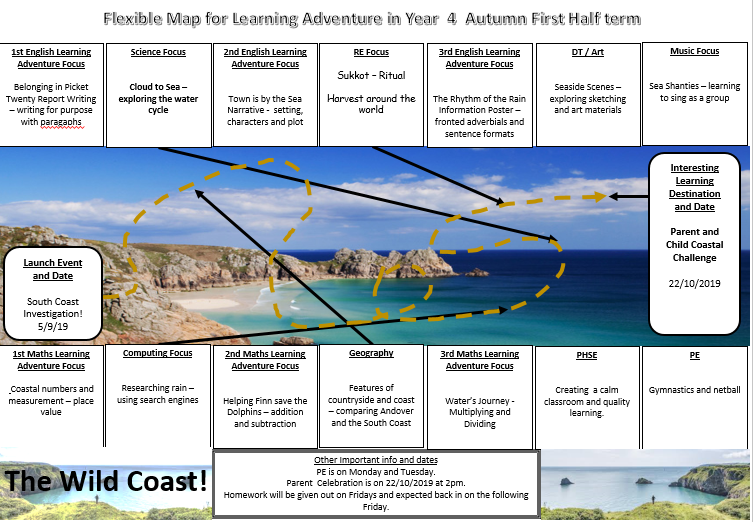 Flexible Map for Learning Adventure in Year 4 Autumn First Half term
1st English Learning
Adventure Focus
Belonging in Picket
Twenty Report Writing
– writing for purpose
with paragaphs
Science Focus
Cloud to Sea –
exploring the water
cycle
2nd English Learning
Adventure Focus
Town is by the Sea
Narrative - setting,
characters and plot
RE Focus
Sukkot – Ritual
Harvest around the
world
3rd English Learning
Adventure Focus
The Rhythm of the Rain
Information Poster –
fronted adverbials and
sentence formats
DT / Art
Seaside Scenes –
exploring sketching
and art materials
Music Focus
Sea Shanties – learning
to sing as a group
Launch Event
and Date
South Coast
Investigation!
5/9/19
Interesting
Learning
Destination
and Date
Parent and
Child Coastal
Challenge
22/10/2019
1st Maths Learning
Adventure Focus
Coastal numbers and
measurement – place
value
Computing Focus
Researching rain –
using search engines
2nd Maths Learning
Adventure Focus
Helping Finn save the
Dolphins – addition
and subtraction
Geography
Features of
countryside and coast
– comparing Andover
and the South Coast
3rd Maths Learning
Adventure Focus
Water's Journey -
Multiplying and
Dividing
PHSE
Creating a calm
classroom and quality
learning.
PE
Gymnastics and netball
The Wild Coast!
Other Important info and dates
PE is on Monday and Tuesday.
Parent Celebration is on 22/10/2019 at 2pm.
Homework will be given out on Fridays and expected back in on the following
Friday.